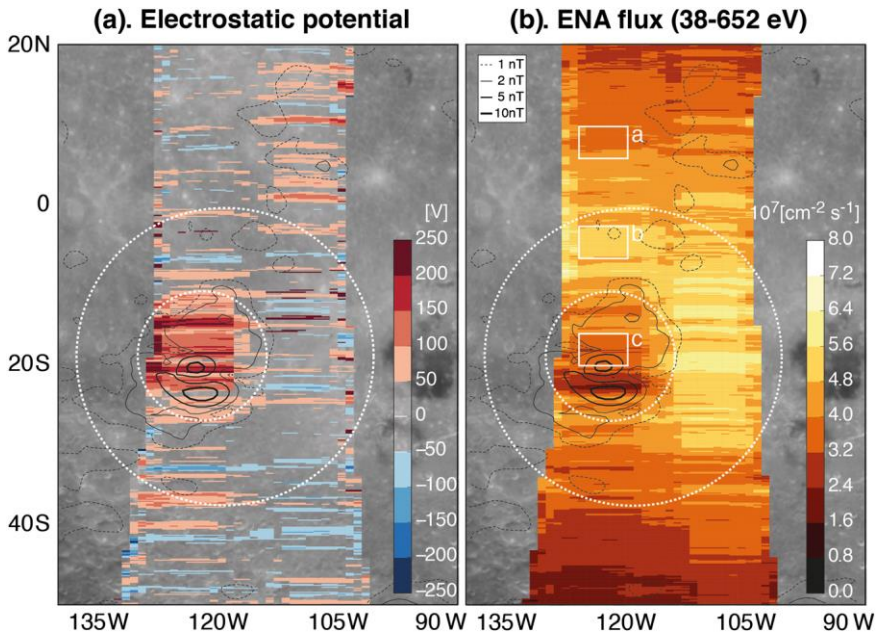 (a). Electrostatic potential
(b). ENA flux (38-652 eV)
20N
0
20S
40S
[V]
250
200
150
100
50
0
−50
−100
−150
−200
−250
135W 120W 105W 90 W
1 nT
2 nT
5 nT
10nT
a
b
c
10⁷[cm⁻² s⁻¹]
8.0
7.2
6.4
5.6
4.8
4.0
3.2
2.4
1.6
0.8
0.0
135W 120W 105W 90 W